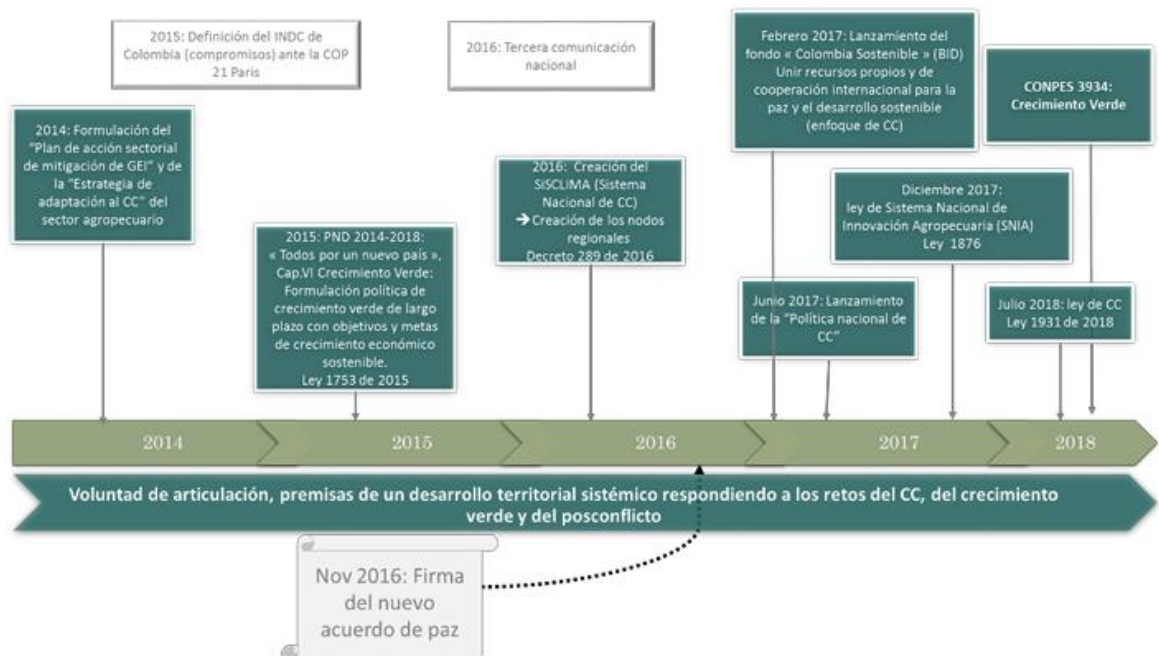 2015: Definición del INDC de
Colombia (compromisos) ante la COP
21 Paris
2016: Tercera comunicación
nacional
Febrero 2017: Lanzamiento del
fondo « Colombia Sostenible » (BID)
Unir recursos propios y de
cooperación internacional para la
paz y el desarrollo sostenible
(enfoque de CC)
CONPES 3934:
Crecimiento Verde
2014: Formulación del
"Plan de acción sectorial
de mitigación de GEI" y de
la "Estrategia de
adaptación al CC" del
sector agropecuario
2015: PND 2014-2018:
« Todos por un nuevo país »,
Cap.VI Crecimiento Verde:
Formulación política de
crecimiento verde de largo
plazo con objetivos y metas
de crecimiento económico
sostenible.
Ley 1753 de 2015
2016: Creación del
SISCLIMA (Sistema
Nacional de CC)
→ Creación de los nodos
regionales
Decreto 289 de 2016
Diciembre 2017:
ley de Sistema Nacional de
Innovación Agropecuaria (SNIA)
Ley 1876
Junio 2017: Lanzamiento
de la "Política nacional de
CC"
Julio 2018: ley de CC
Ley 1931 de 2018
2014
2015
2016
2017
2018
Voluntad de articulación, premisas de un desarrollo territorial sistémico respondiendo a los retos del CC, del crecimiento
verde y del posconflicto
Nov 2016: Firma
del nuevo
acuerdo de paz